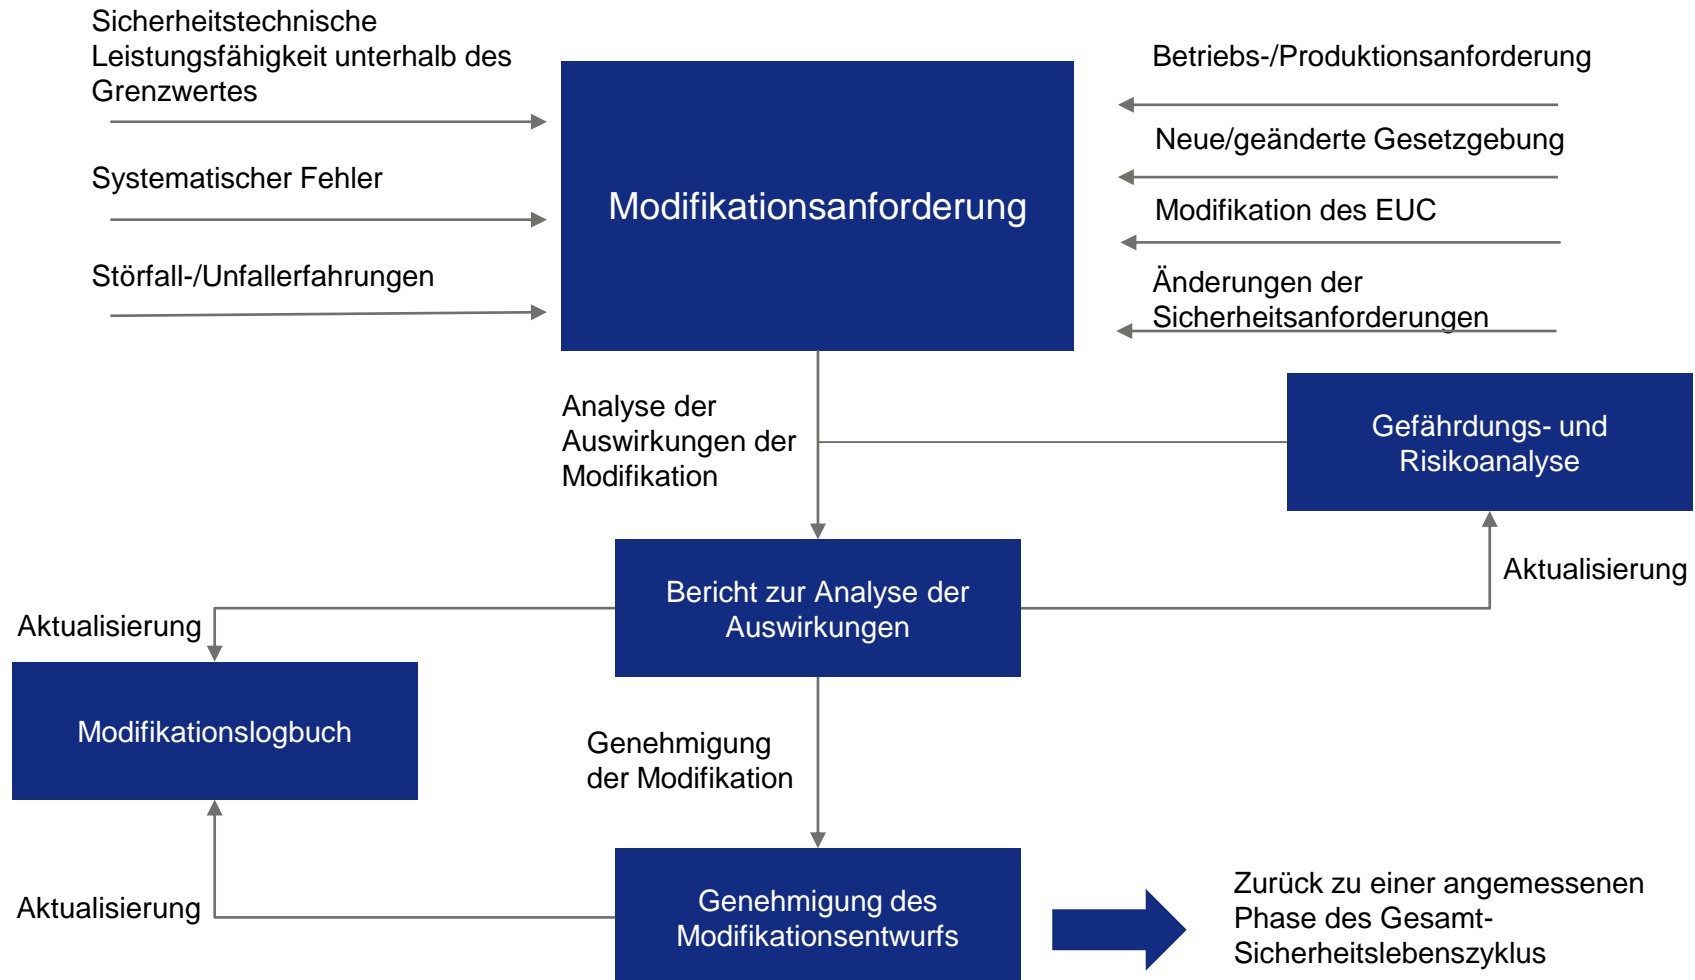 Sicherheitstechnische
Leistungsfähigkeit unterhalb des
Grenzwertes
Systematischer Fehler
Störfall-/Unfallerfahrungen
Modifikationsanforderung
Betriebs-/Produktionsanforderung
Neue/geänderte Gesetzgebung
Modifikation des EUC
Änderungen der
Sicherheitsanforderungen
Analyse der
Auswirkungen der
Modifikation
Gefährdungs- und
Risikoanalyse
Bericht zur Analyse der
Auswirkungen
Aktualisierung
Aktualisierung
Modifikationslogbuch
Genehmigung
der Modifikation
Aktualisierung
Genehmigung des
Modifikationsentwurfs
Zurück zu einer angemessenen
Phase des Gesamt-
Sicherheitslebenszyklus